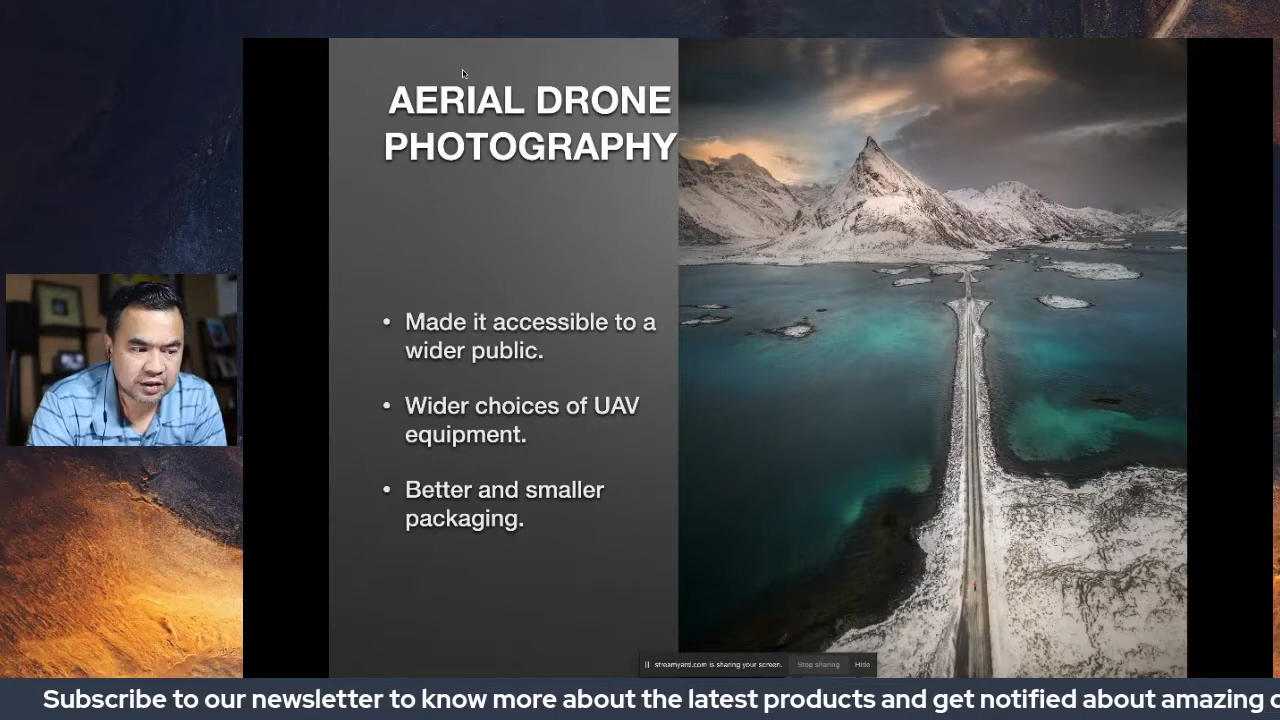 AERIAL DRONE
PHOTOGRAPHY
• Made it accessible to a
wider public.
• Wider choices of UAV
equipment.
• Better and smaller
packaging.
streamyard.com is sharing your screen. Stop sharing Hide
Subscribe to our newsletter to know more about the latest products and get notified about amazing